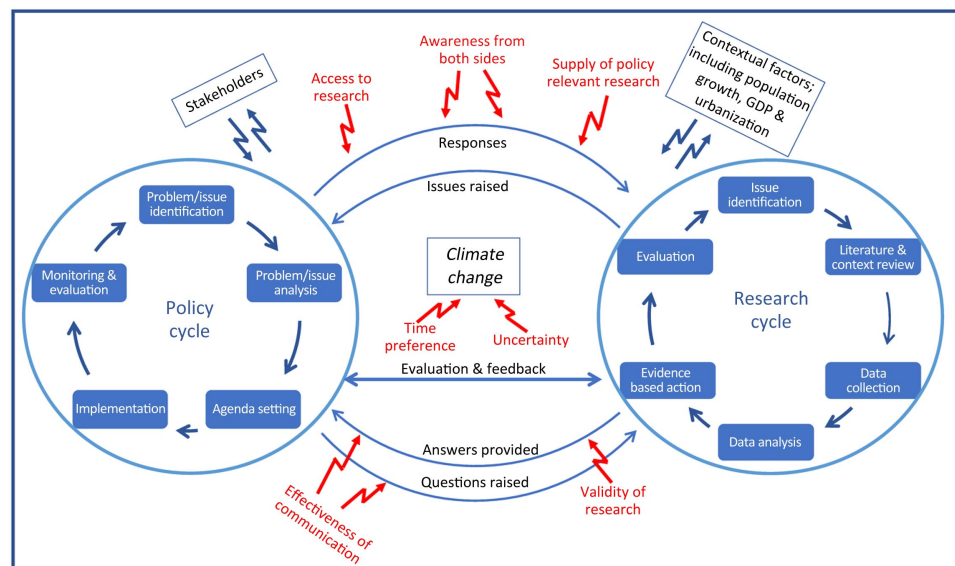 Awareness from
both sides
Access to
research
Supply of policy
relevant research
Stakeholders
Contextual factors;
including population
growth, GDP &
urbanization
Responses
Issues raised
Problem/issue
identification
Problem/issue
analysis
Agenda setting
Implementation
Monitoring &
evaluation
Policy
cycle
Climate
change
Time
preference
Uncertainty
Evaluation & feedback
Issue
identification
Literature &
context review
Data
collection
Data analysis
Evidence
based action
Evaluation
Research
cycle
Answers provided
Questions raised
Effectiveness of
communication
Validity of
research